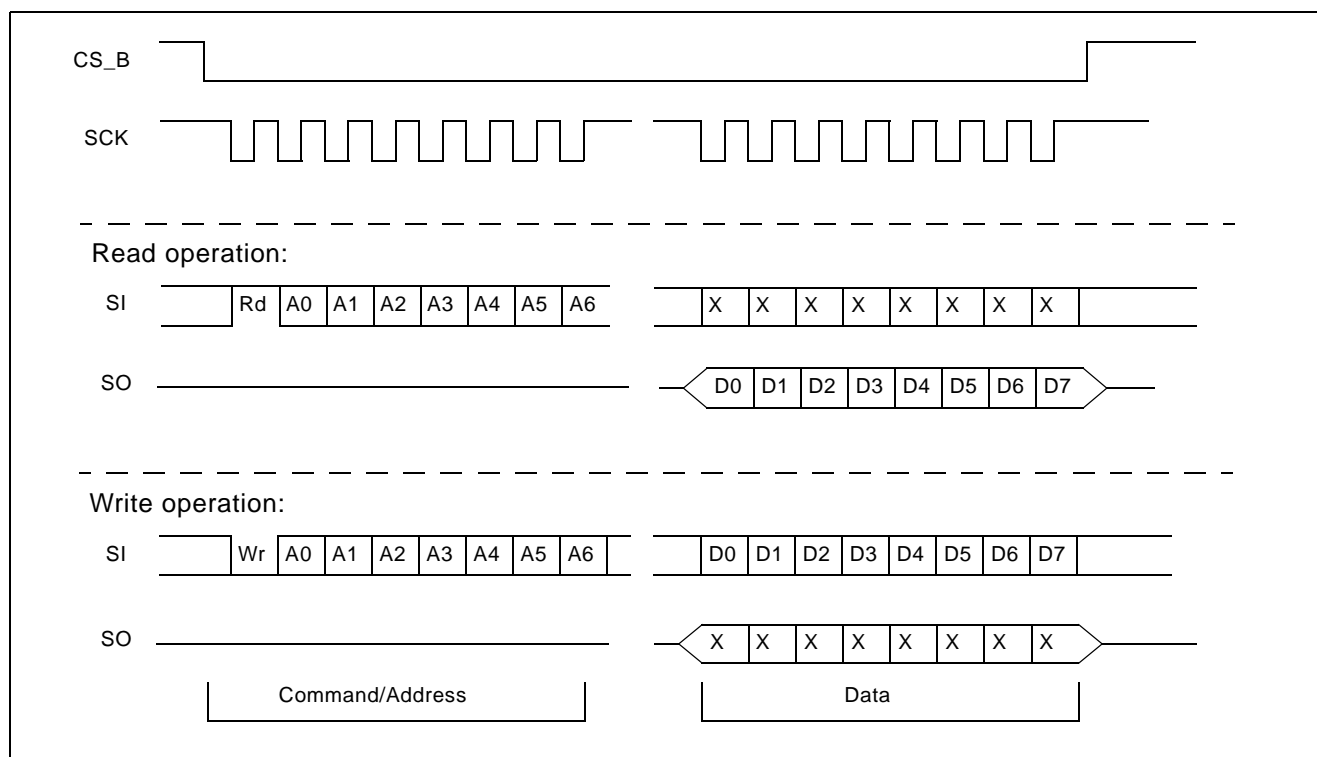 CS_B
SCK
Read operation:
SI Rd A0 A1 A2 A3 A4 A5 A6 X X X X X X X X
SO D0 D1 D2 D3 D4 D5 D6 D7
Write operation:
SI Wr A0 A1 A2 A3 A4 A5 A6 D0 D1 D2 D3 D4 D5 D6 D7
SO X X X X X X X X
Command/Address Data